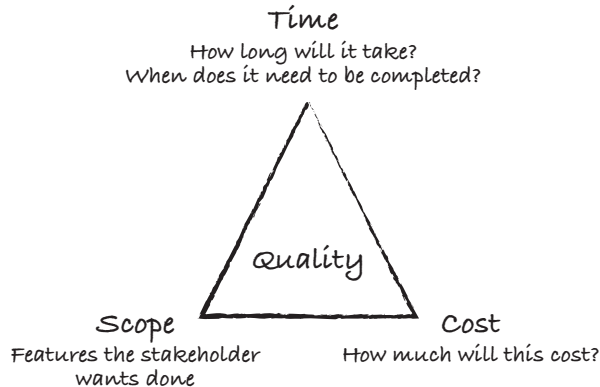 Time
How long will it take?
When does it need to be completed?
Quality
Scope
Features the stakeholder
wants done
Cost
How much will this cost?